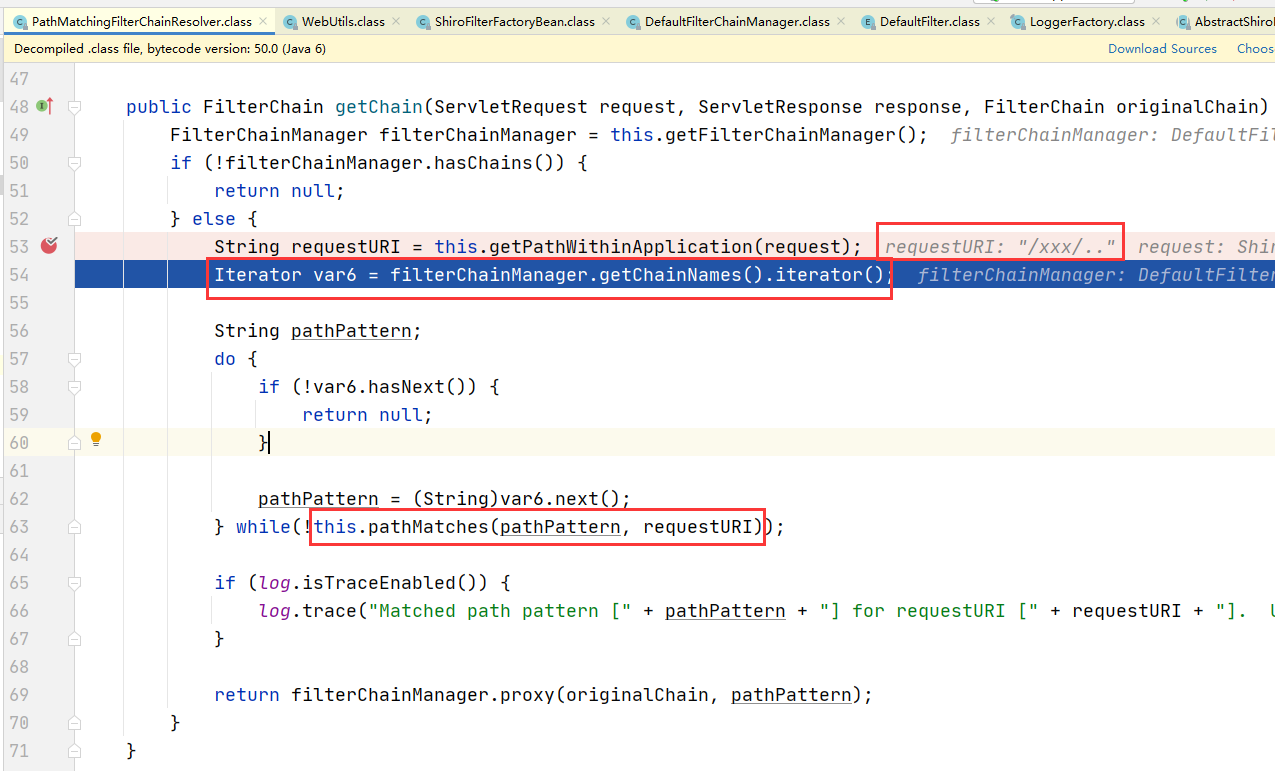 PathMatchingFilterChainResolver.class WebUtils.class ShiroFilterFactoryBean.class DefaultFilterChainManager.class DefaultFilter.class LoggerFactory.class AbstractShiro
Decompiled .class file, bytecode version: 50.0 (Java 6) Download Sources Choos
47
48 public FilterChain getChain(ServletRequest request, ServletResponse response, FilterChain originalChain)
49 FilterChainManager filterChainManager = this.getFilterChainManager(); filterChainManager: DefaultFil
50 if (!filterChainManager.hasChains()) {
51 return null;
52 } else {
53 String requestURI = this.getPathWithinApplication(request); requestURI: "/xxx/.." request: Shir
54 Iterator var6 = filterChainManager.getChainNames().iterator(); filterChainManager: DefaultFilter
55
56 String pathPattern;
57 do {
58 if (!var6.hasNext()) {
59 return null;
60 }
61
62 pathPattern = (String)var6.next();
63 } while(!this.pathMatches(pathPattern, requestURI));
64
65 if (log.isTraceEnabled()) {
66 log.trace("Matched path pattern [" + pathPattern + "] for requestURI [" + requestURI + "]. U
67 }
68
69 return filterChainManager.proxy(originalChain, pathPattern);
70 }
71 }